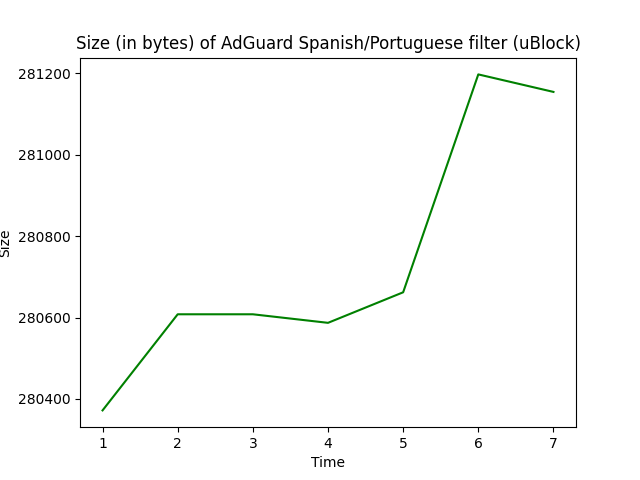 Size (in bytes) of AdGuard Spanish/Portuguese filter (uBlock)
281200
281000
280800
280600
280400
Size
1 2 3 4 5 6 7
Time